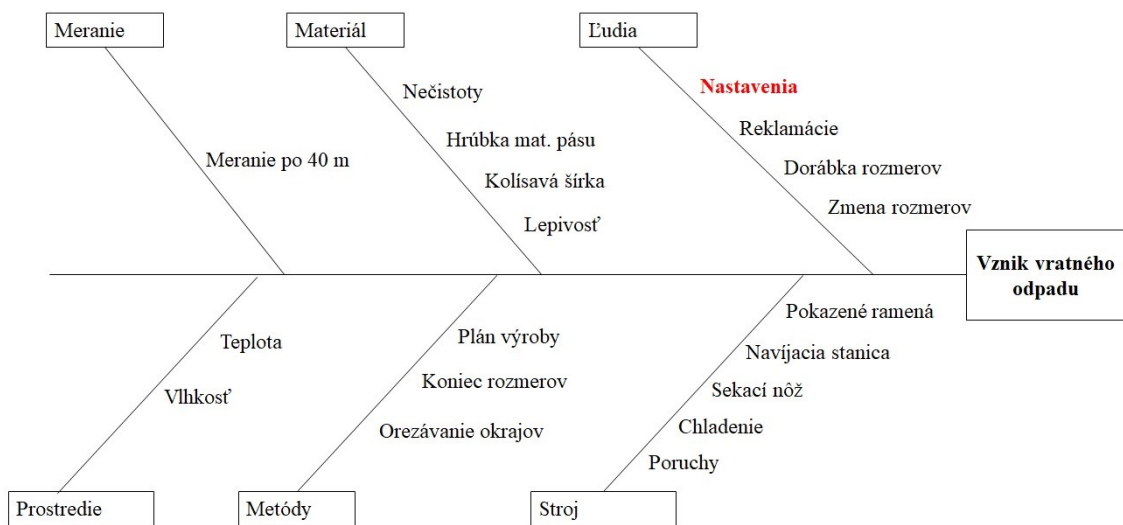 Meranie
Materiál
Ľudia
Nečistoty
Hrúbka mat. pásu
Kolísavá šírka
Lepivosť
Nastavenia
Reklamácie
Dorábka rozmerov
Zmena rozmerov
Meranie po 40 m
Vznik vratného
odpadu
Teplota
Vlhkosť
Plán výroby
Koniec rozmerov
Orezávanie okrajov
Pokazené ramená
Navíjacia stanica
Sekací nôž
Chladenie
Poruchy
Prostredie
Metódy
Stroj